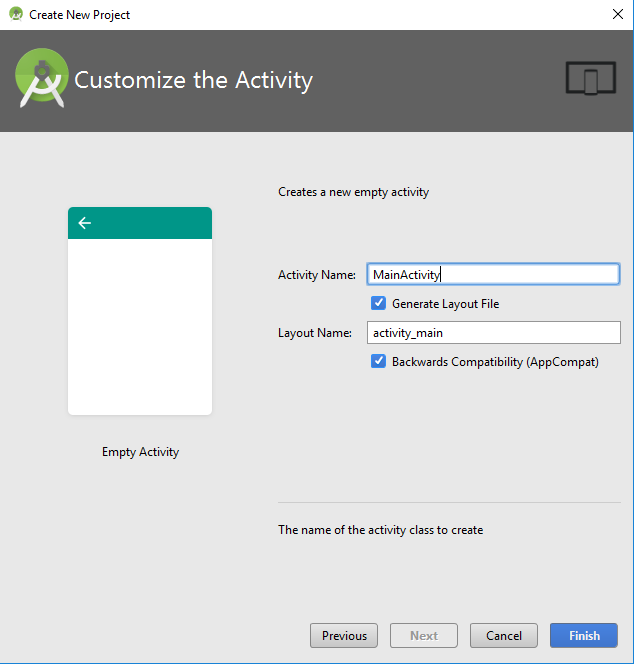 Create New Project
Customize the Activity
Creates a new empty activity
Activity Name: MainActivity
Generate Layout File
Layout Name: activity_main
Backwards Compatibility (AppCompat)
Empty Activity
The name of the activity class to create
Previous Next Cancel Finish